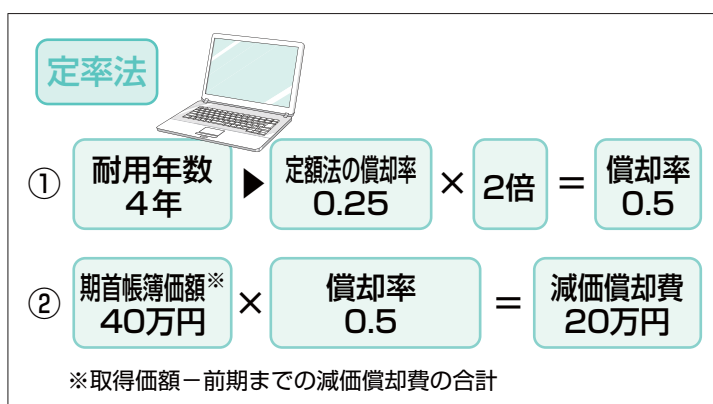 定率法
① 耐用年数 4年 ▶ 定額法の償却率 0.25 × 2倍 = 償却率 0.5
② 期首帳簿価額※ 40万円 × 償却率 0.5 = 減価償却費 20万円
※取得価額－前期までの減価償却費の合計